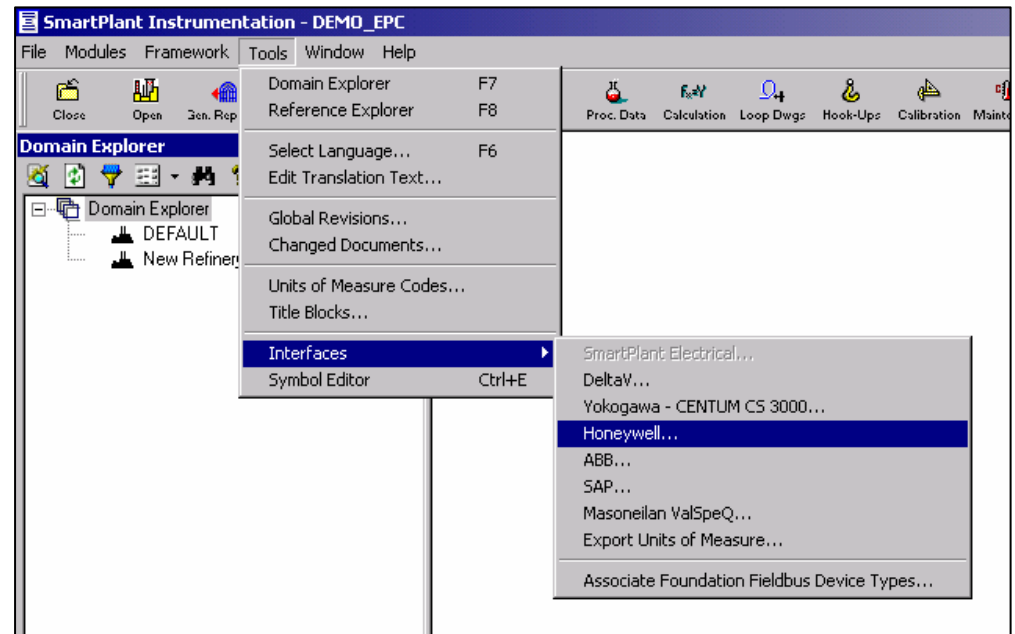 SmartPlant Instrumentation - DEMO_EPC
File Modules Framework Tools Window Help
Close Open Gen. Rep Proc. Data Calculation Loop Dwgs Hook-Ups Calibration
Domain Explorer
Domain Explorer
DEFAULT
New Refinery
Domain Explorer F7
Reference Explorer F8
Select Language... F6
Edit Translation Text...
Global Revisions...
Changed Documents...
Units of Measure Codes...
Title Blocks...
Interfaces
Symbol Editor Ctrl+E
SmartPlant Electrical...
DeltaV...
Yokogawa - CENTUM CS 3000...
Honeywell...
ABB...
SAP...
Masoneilan ValSpeQ...
Export Units of Measure...
Associate Foundation Fieldbus Device Types...